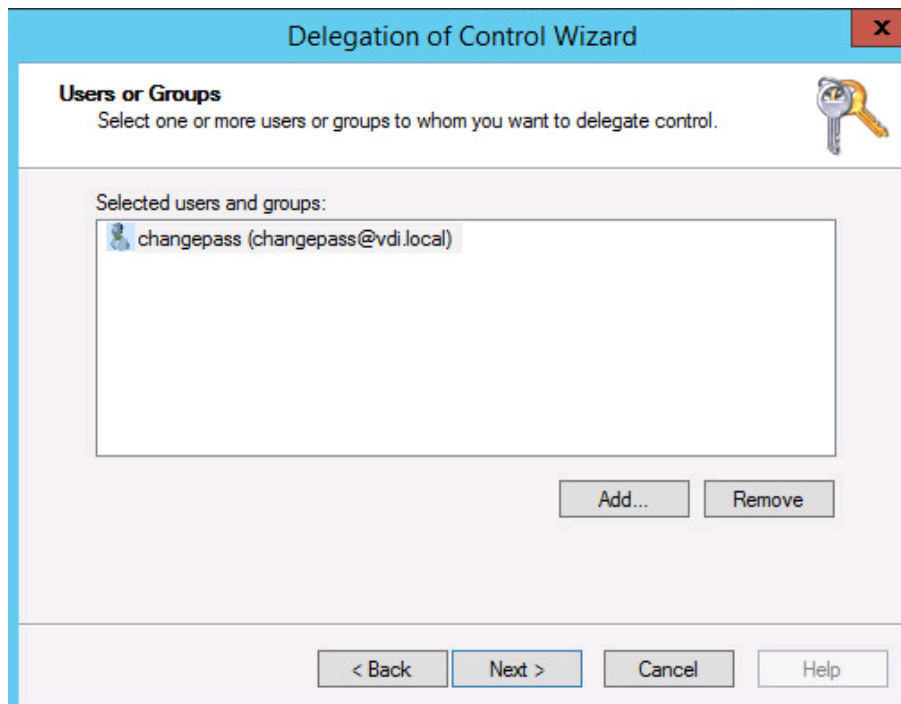 Delegation of Control Wizard
x
Users or Groups
Select one or more users or groups to whom you want to delegate control.
Selected users and groups:
changepass (changepass@vdi.local)
Add...
Remove
< Back
Next >
Cancel
Help